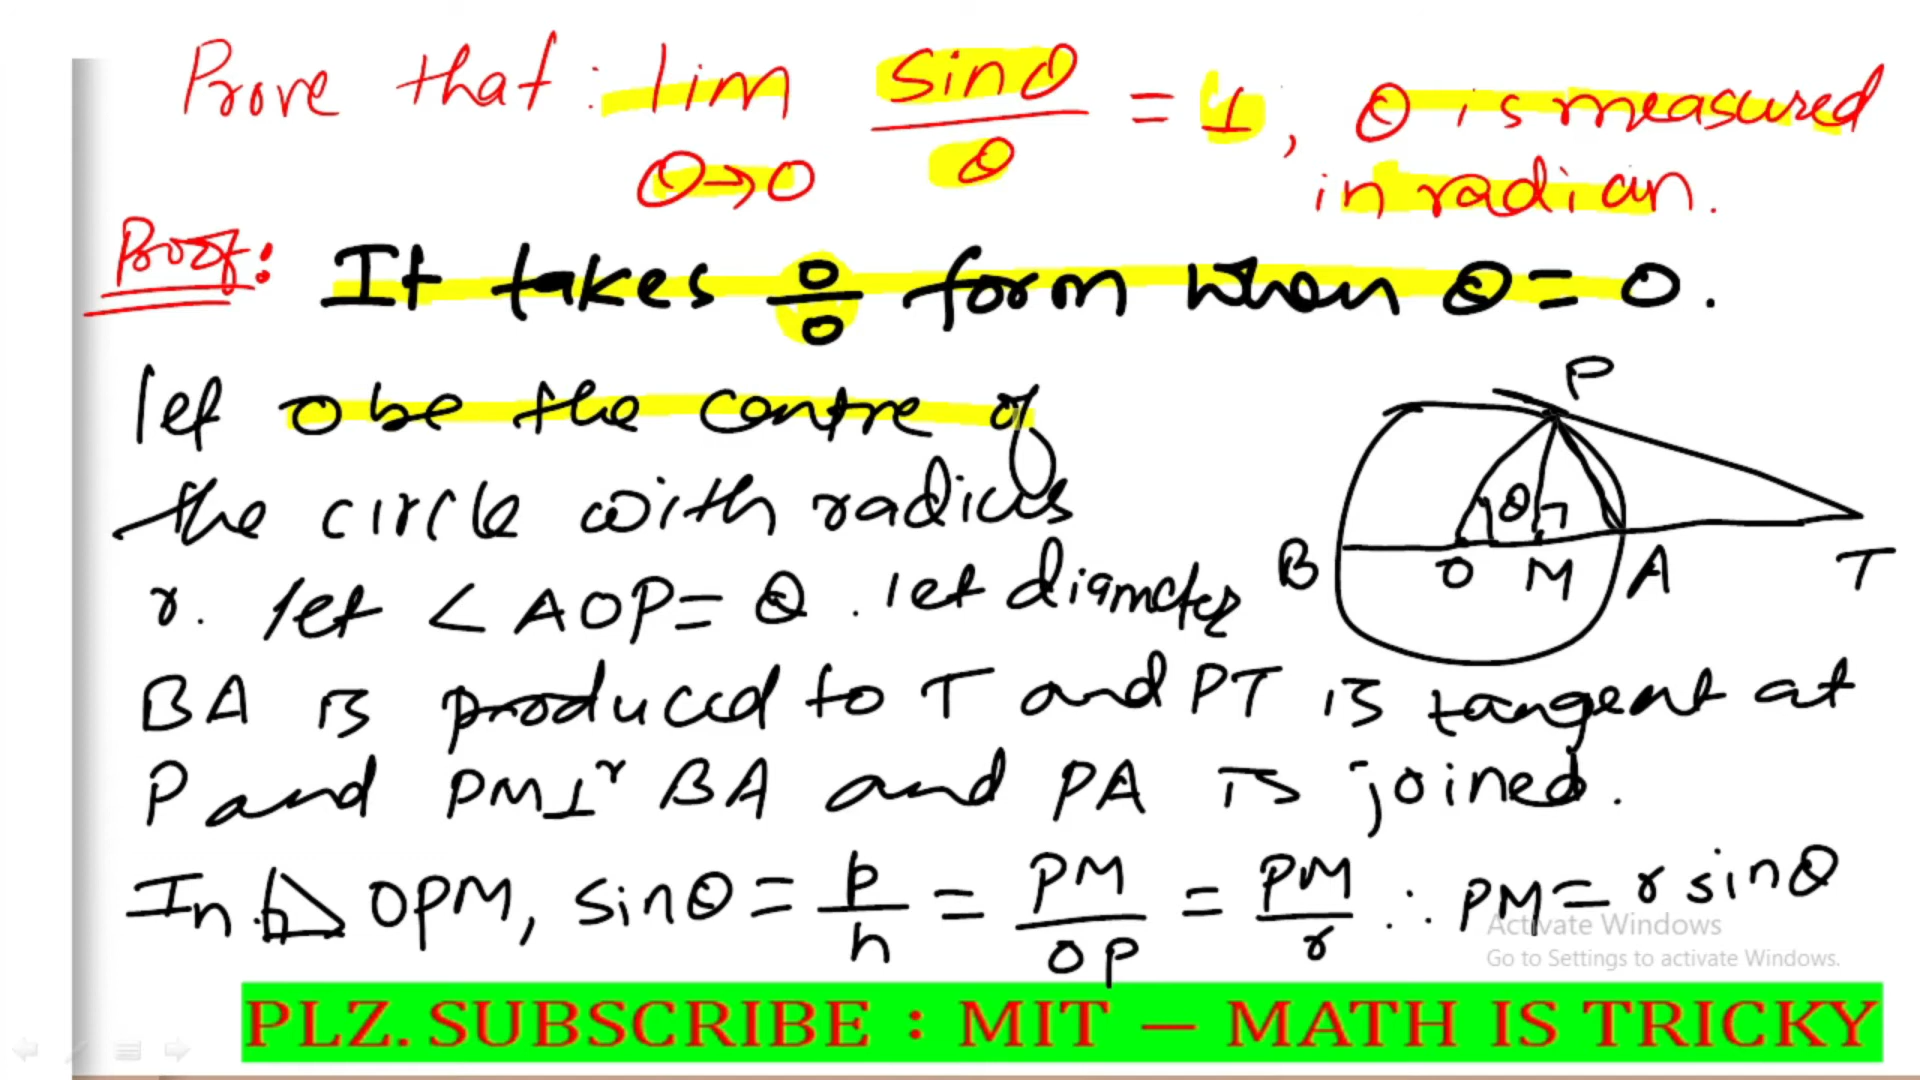 Prove that: lim sinθ/θ = 1, θ is measured
θ→0 in radian.
Proof: It takes 0/0 form when θ = 0.
let O be the centre of
the circle with radius
r. let ∠AOP = θ. let diameter
BA is produced to T and PT is tangent at
P and PM⊥r BA and PA is joined.
In ⊿ OPM, sinθ = p/h = PM/OP = PM/r ∴ PM = r sinθ
P
θ
B O M A T
Activate Windows
Go to Settings to activate Windows.
PLZ. SUBSCRIBE : MIT – MATH IS TRICKY